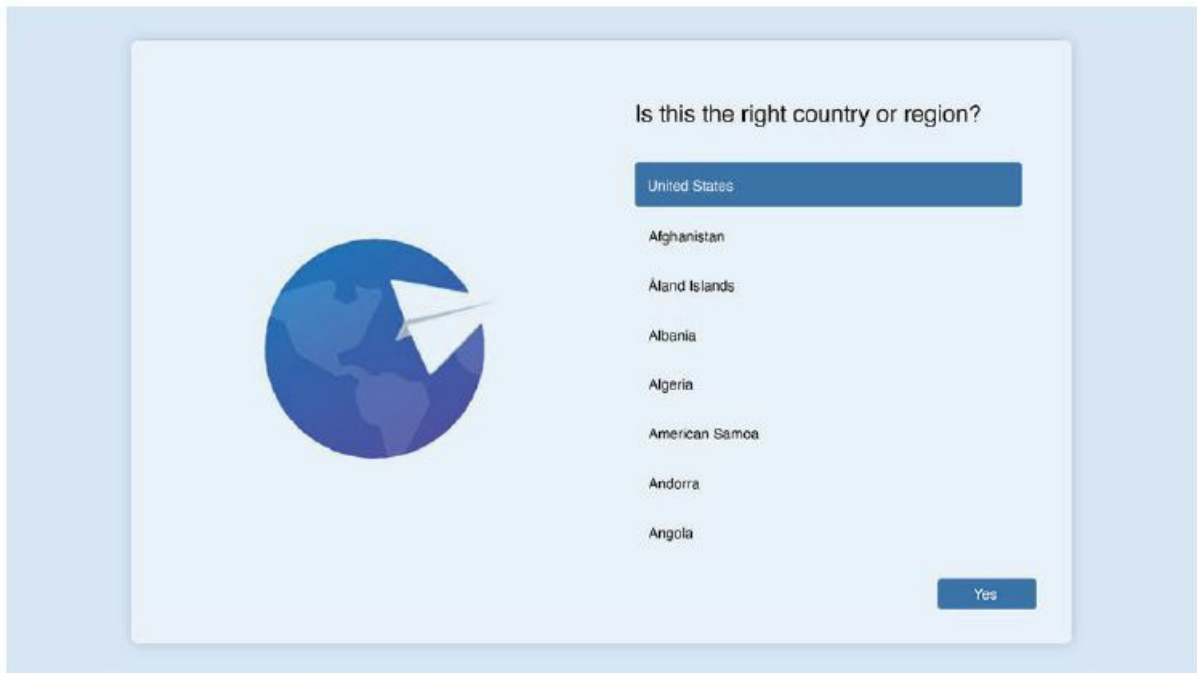 Is this the right country or region?
United States
Afghanistan
Åland Islands
Albania
Algeria
American Samoa
Andorra
Angola
Yes